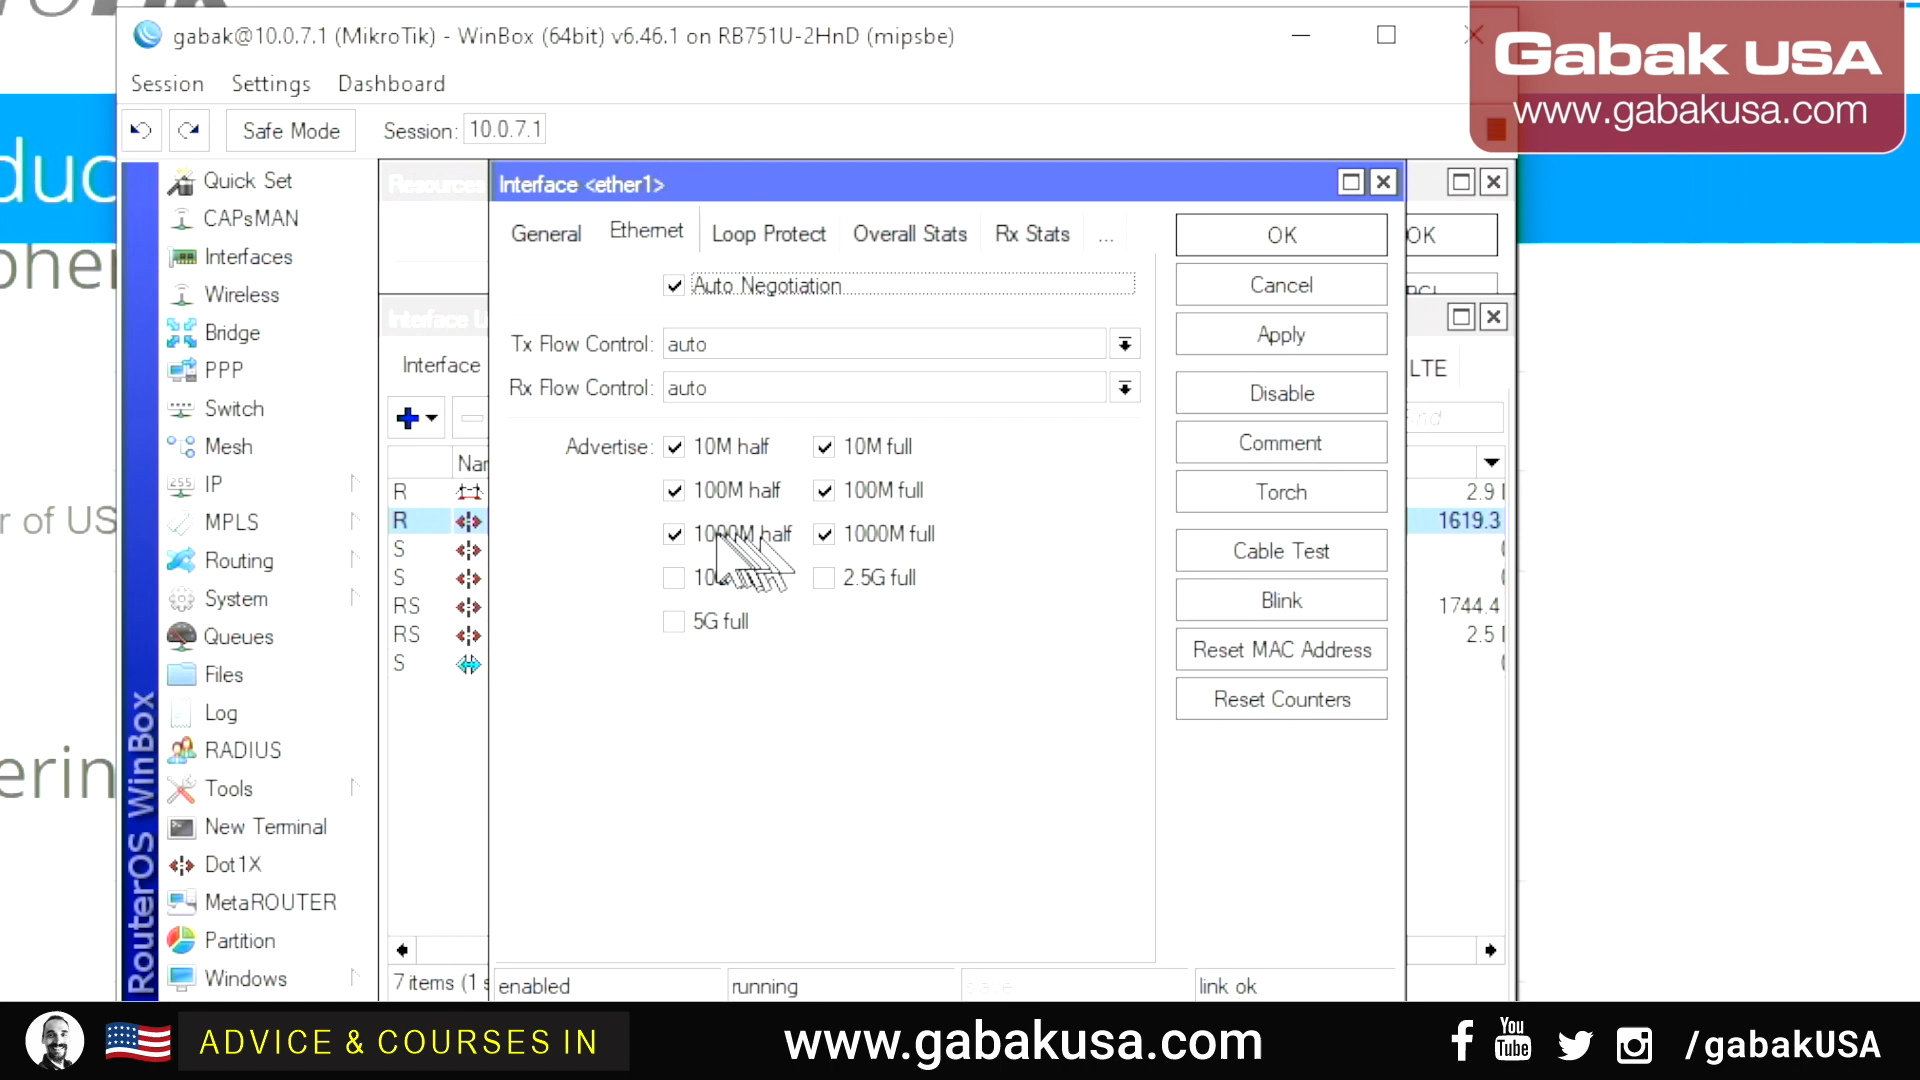 gabak@10.0.7.1 (MikroTik) - WinBox (64bit) v6.46.1 on RB751U-2HnD (mipsbe)
Gabak USA
www.gabakusa.com
Session Settings Dashboard
Safe Mode Session: 10.0.7.1
RouterOS WinBox
Quick Set
CAPsMAN
Interfaces
Wireless
Bridge
PPP
Switch
Mesh
IP
MPLS
Routing
System
Queues
Files
Log
RADIUS
Tools
New Terminal
Dot1X
MetaROUTER
Partition
Windows
Resources
Interface
R
R
S
S
RS
RS
S
7 items (1 s
Interface <ether1>
General Ethernet Loop Protect Overall Stats Rx Stats ...
Auto Negotiation
Tx Flow Control: auto
Rx Flow Control: auto
Advertise: 10M half 10M full
100M half 100M full
1000M half 1000M full
2.5G full
5G full
OK
Cancel
Apply
Disable
Comment
Torch
Cable Test
Blink
Reset MAC Address
Reset Counters
OK
LTE
2.9
1619.3
1744.4
2.5
enabled running link ok
r of US
ADVICE & COURSES IN
www.gabakusa.com
You Tube
/gabakUSA